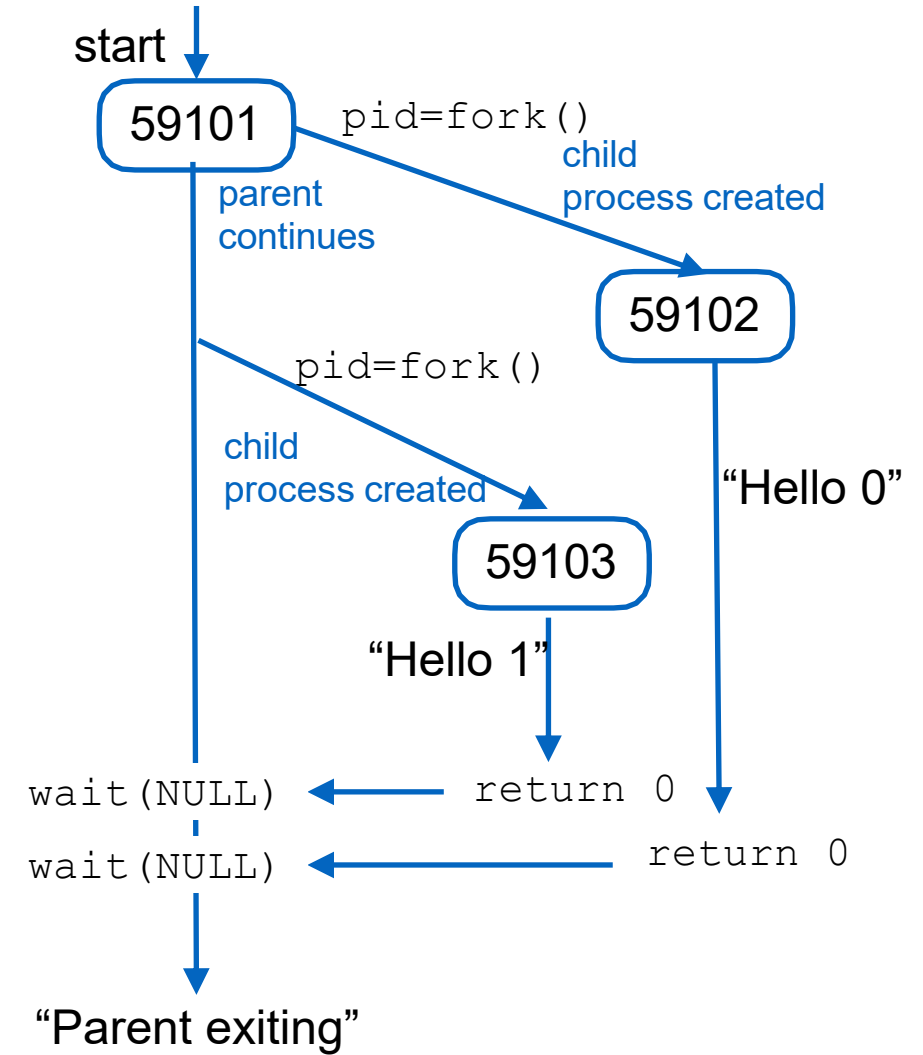 start
59101
pid=fork()
child
process created
parent
continues
59102
pid=fork()
child
process created
“Hello 0”
59103
“Hello 1”
wait(NULL)
return 0
wait(NULL)
return 0
“Parent exiting”